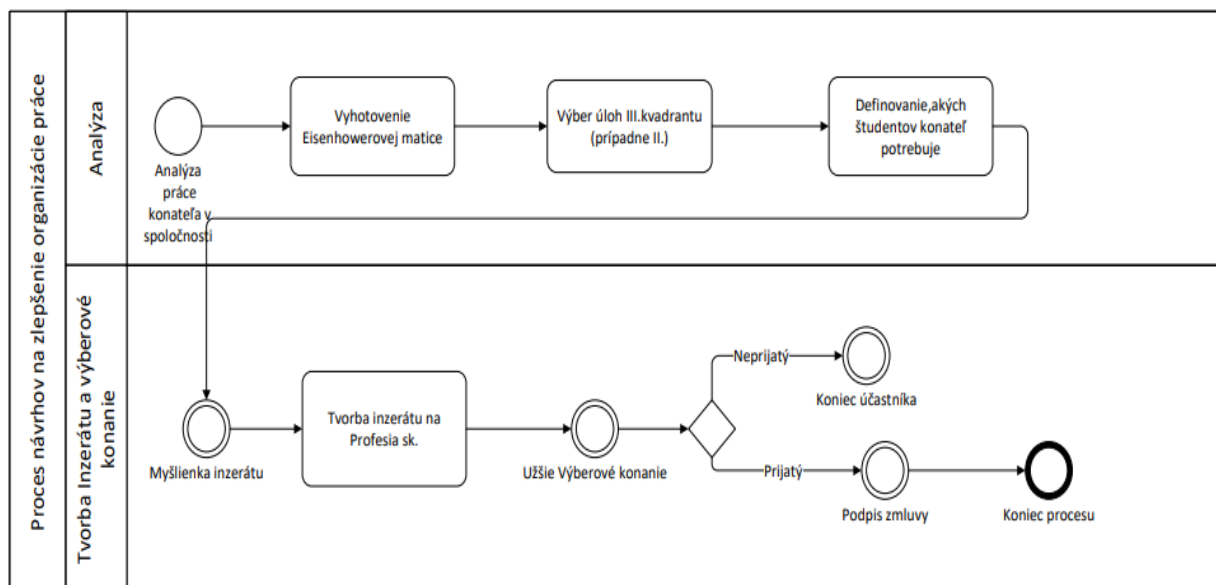 Proces návrhov na zlepšenie organizácie práce
Analýza
Analýza
práce
konateľa v
spoločnosti
Vyhotovenie
Eisenhowerovej matice
Výber úloh III.kvadrantu
(prípadne II.)
Definovanie,akých
študentov konateľ
potrebuje
Tvorba Inzerátu a výberové
konanie
Myšlienka inzerátu
Tvorba inzerátu na
Profesia sk.
Užšie Výberové konanie
Neprijatý
Koniec účastníka
Prijatý
Podpis zmluvy
Koniec procesu